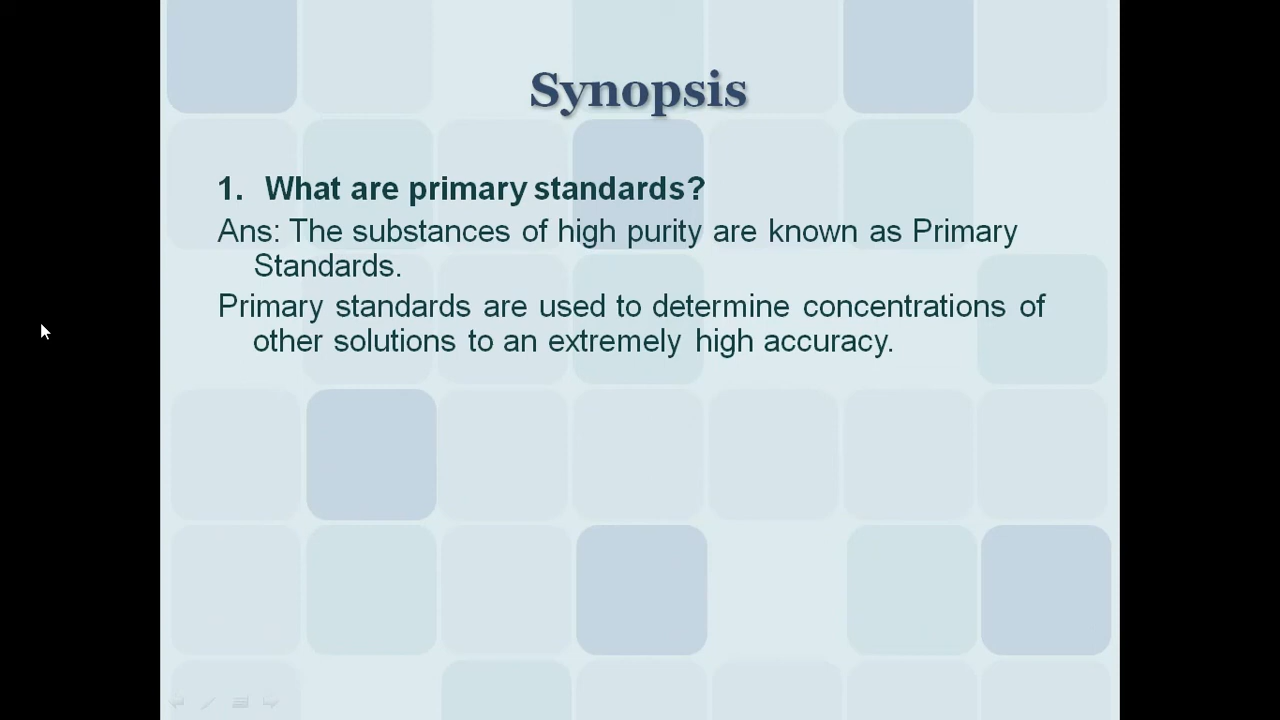 Synopsis
1. What are primary standards?
Ans: The substances of high purity are known as Primary
Standards.
Primary standards are used to determine concentrations of
other solutions to an extremely high accuracy.